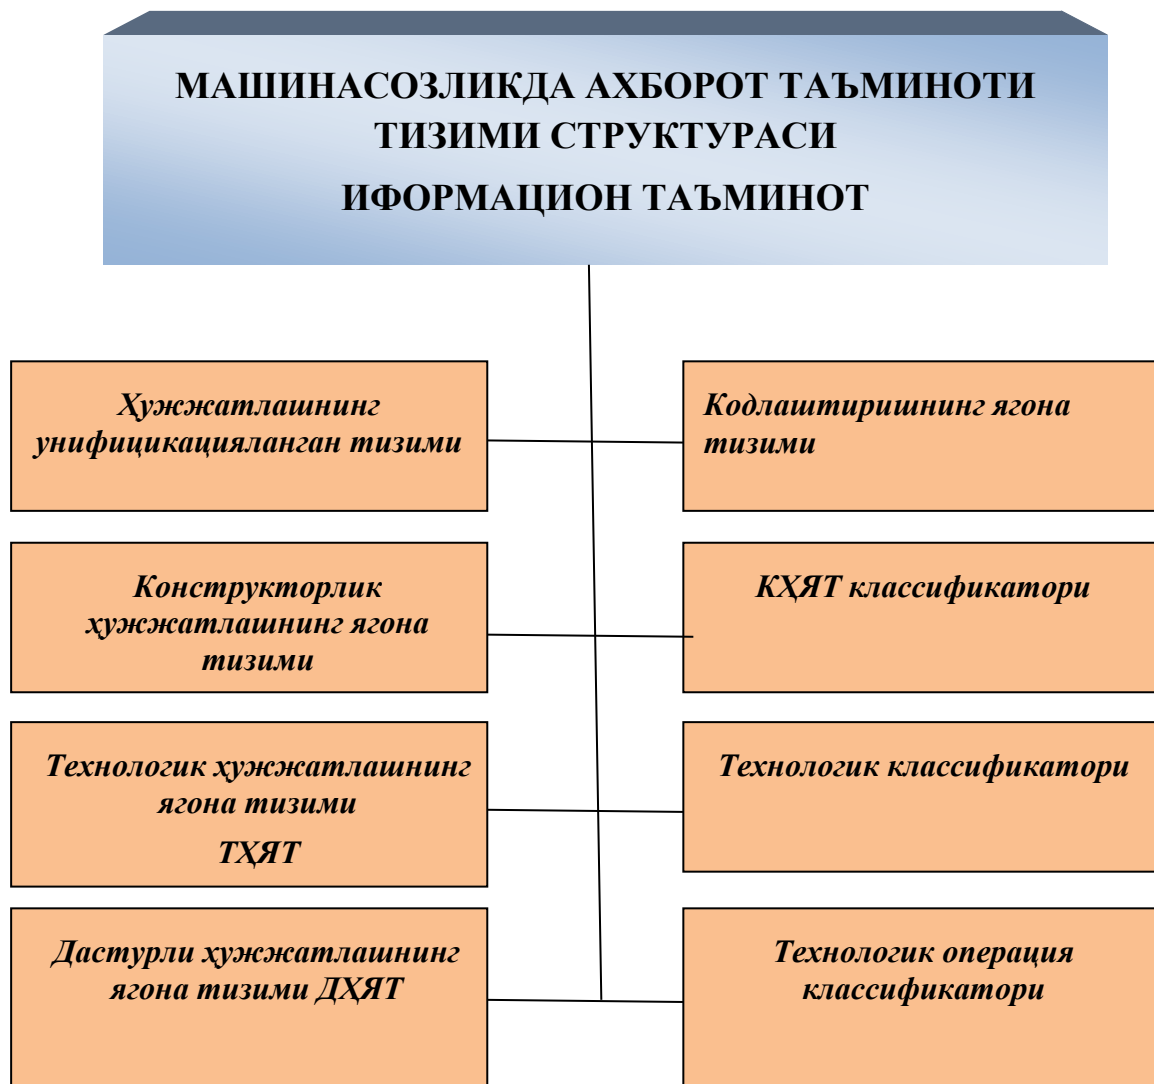 МАШИНАСОЗЛИКДА АХБОРОТ ТАЪМИНОТИ
ТИЗИМИ СТРУКТУРАСИ
ИФОРМАЦИОН ТАЪМИНОТ
Ҳужжатлашнинг
унифицикацияланган тизими
Кодлаштиришнинг ягона
тизими
Конструкторлик
ҳужжатлашнинг ягона
тизими
КҲЯТ классификатори
Технологик ҳужжатлашнинг
ягона тизими
ТҲЯТ
Технологик классификатори
Дастурли ҳужжатлашнинг
ягона тизими ДҲЯТ
Технологик операция
классификатори